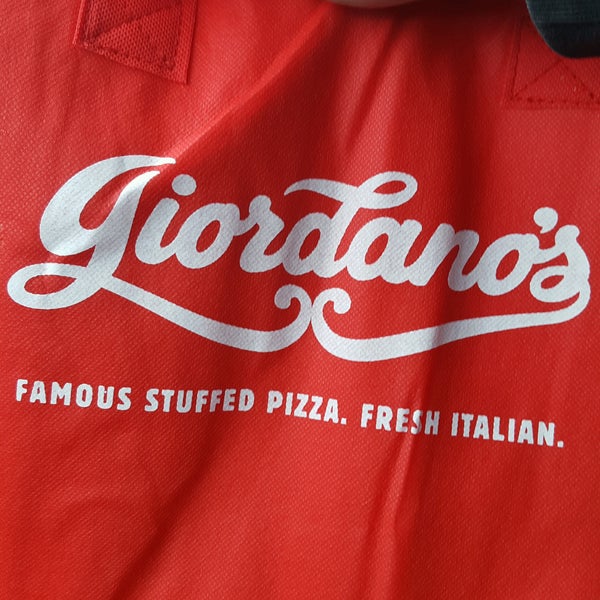 Giordano's
FAMOUS STUFFED PIZZA. FRESH ITALIAN.